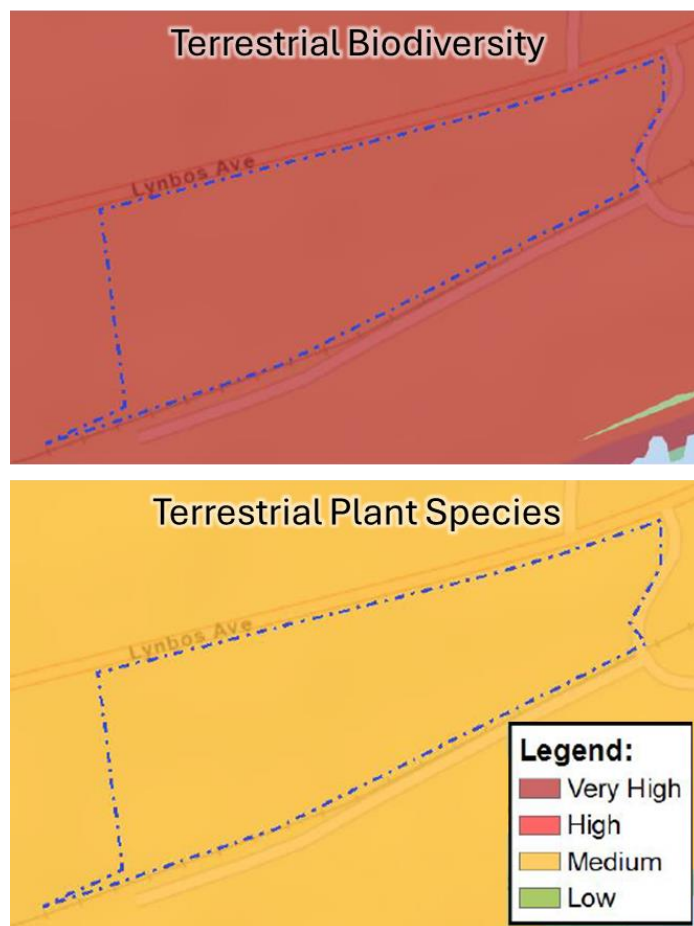 Terrestrial Biodiversity
Lynbos Ave
Terrestrial Plant Species
Lynbos Ave
Legend:
Very High
High
Medium
Low